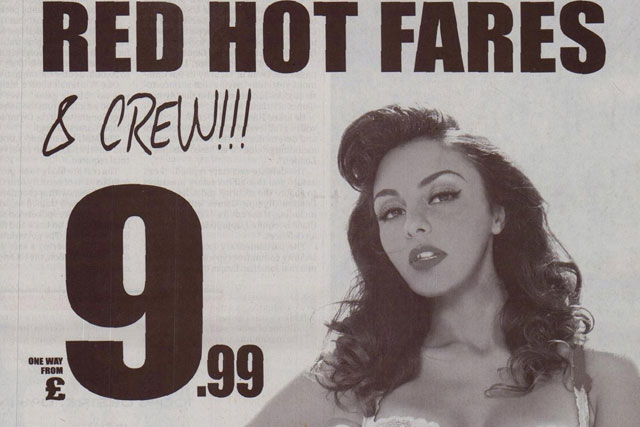 RED HOT FARES
& CREW!!!
ONE WAY
FROM
£9.99